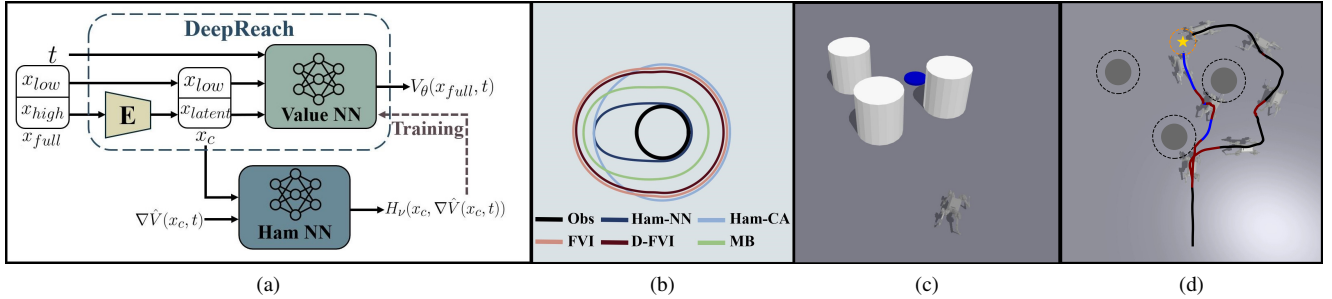 DeepReach
t
x_low
x_high
x_full
E
x_low
x_latent
x_c
Value NN
V_θ(x_full, t)
Training
∇V̂(x_c, t)
Ham NN
H_ν(x_c, ∇V̂(x_c, t))
(a)
Obs Ham-NN Ham-CA
FVI D-FVI MB
(b)
(c)
(d)